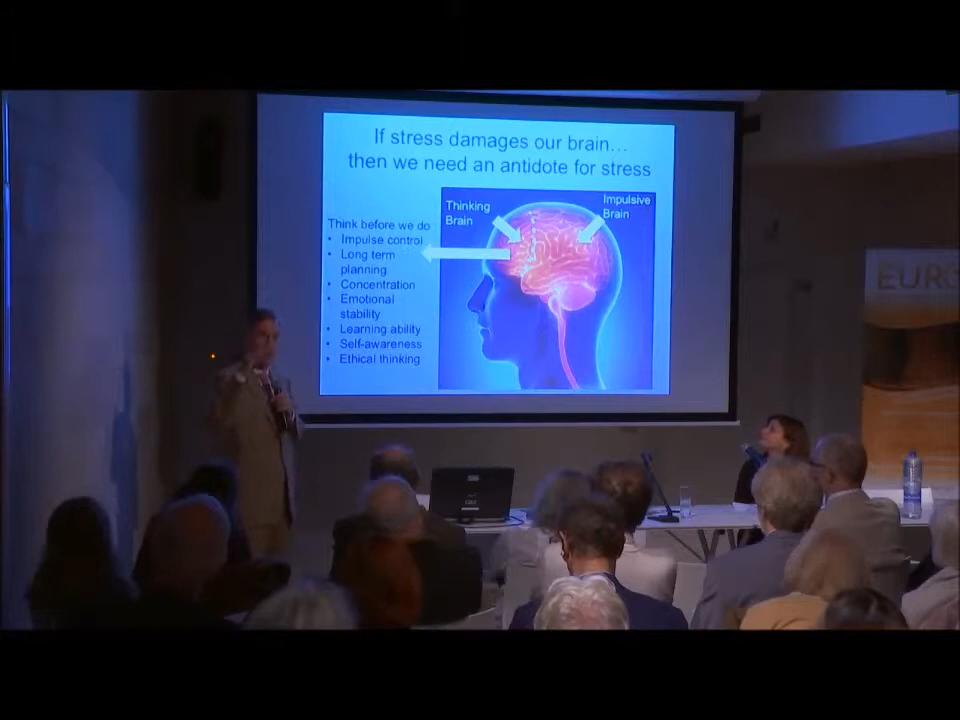 If stress damages our brain…
then we need an antidote for stress
Thinking
Brain
Impulsive
Brain
Think before we do
• Impulse control
• Long term
planning
• Concentration
• Emotional
stability
• Learning ability
• Self-awareness
• Ethical thinking